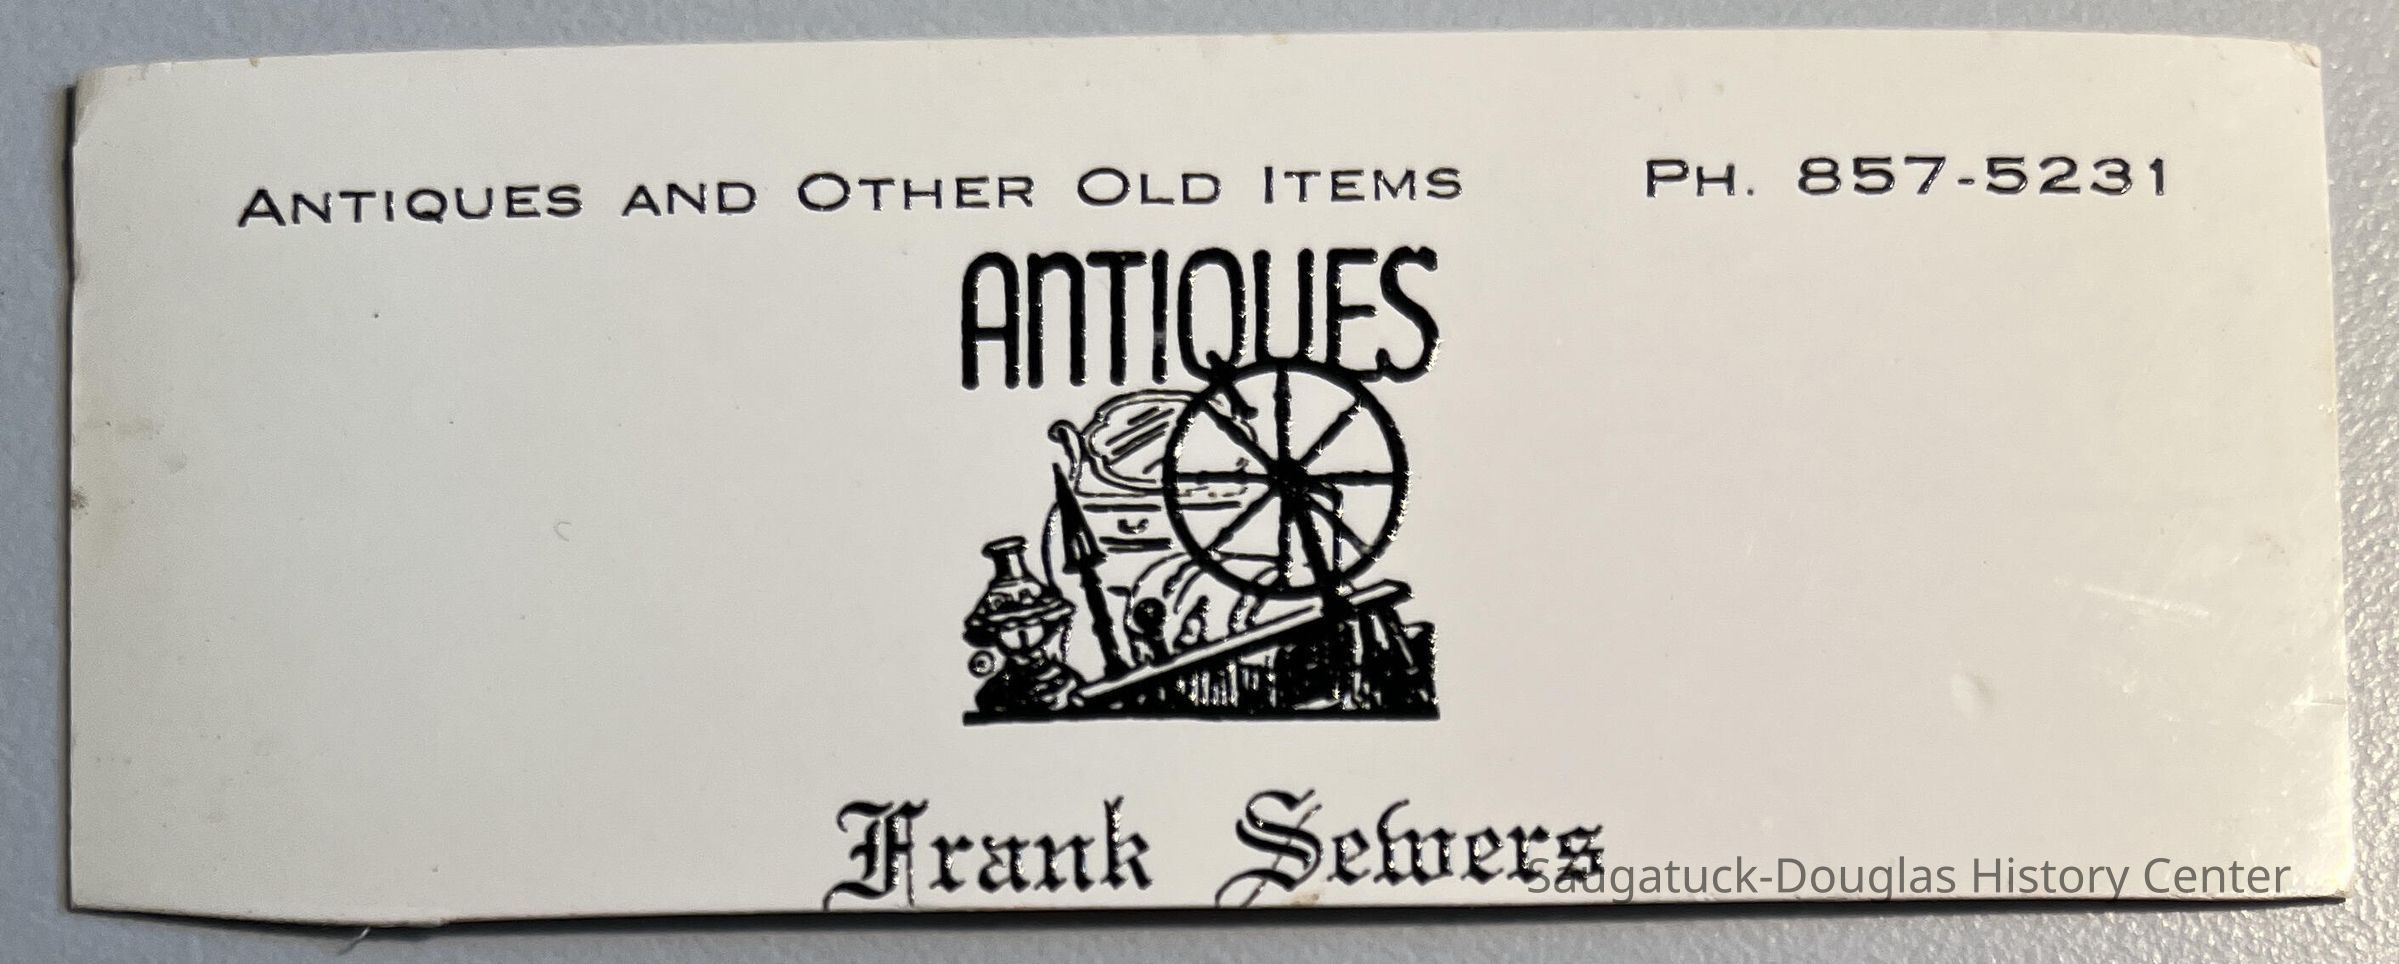 Antiques and Other Old Items Ph. 857-5231
ANTIQUES
Frank Sewers
Saugatuck-Douglas History Center